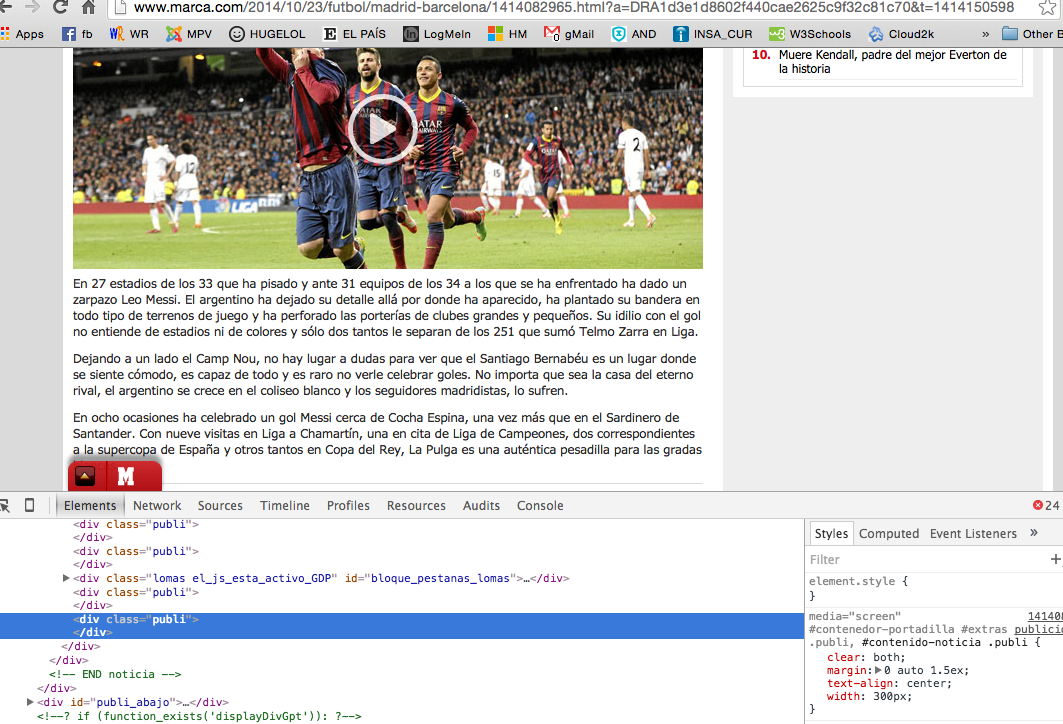 www.marca.com/2014/10/23/futbol/madrid-barcelona/1414082965.html?a=DRA1d3e1d8602f440cae2625c9f32c81c70&t=1414150598
Apps fb WR MPV HUGELOL EL PAÍS LogMeIn HM gMail AND INSA_CUR W3Schools Cloud2k » Other B
10. Muere Kendall, padre del mejor Everton de
la historia
QATAR
AIRWAYS
2
12
15
LIGA
En 27 estadios de los 33 que ha pisado y ante 31 equipos de los 34 a los que se ha enfrentado ha dado un
zarpazo Leo Messi. El argentino ha dejado su detalle allá por donde ha aparecido, ha plantado su bandera en
todo tipo de terrenos de juego y ha perforado las porterías de clubes grandes y pequeños. Su idilio con el gol
no entiende de estadios ni de colores y sólo dos tantos le separan de los 251 que sumó Telmo Zarra en Liga.
Dejando a un lado el Camp Nou, no hay lugar a dudas para ver que el Santiago Bernabéu es un lugar donde
se siente cómodo, es capaz de todo y es raro no verle celebrar goles. No importa que sea la casa del eterno
rival, el argentino se crece en el coliseo blanco y los seguidores madridistas, lo sufren.
En ocho ocasiones ha celebrado un gol Messi cerca de Cocha Espina, una vez más que en el Sardinero de
Santander. Con nueve visitas en Liga a Chamartín, una en cita de Liga de Campeones, dos correspondientes
a la supercopa de España y otros tantos en Copa del Rey, La Pulga es una auténtica pesadilla para las gradas
M
Elements Network Sources Timeline Profiles Resources Audits Console 24
<div class="publi">
</div>
<div class="publi">
</div>
<div class="lomas el_js_esta_activo_GDP" id="bloque_pestanas_lomas">…</div>
<div class="publi">
</div>
<div class="publi">
</div>
</div>
</div>
<!-- END noticia -->
</div>
<div id="publi_abajo">…</div>
<!--? if (function_exists('displayDivGpt')): ?-->
Styles Computed Event Listeners »
Filter +
element.style {
}
media="screen" 141408
#contenedor-portadilla #extras publicid
.publi, #contenido-noticia .publi {
clear: both;
margin: 0 auto 1.5ex;
text-align: center;
width: 300px;
}